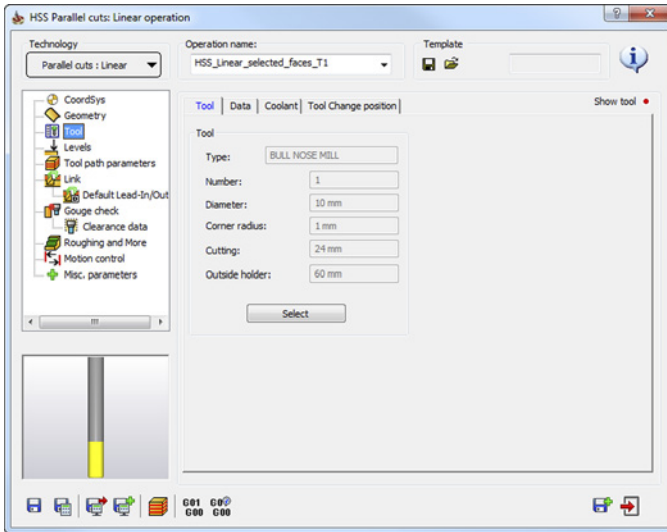 HSS Parallel cuts: Linear operation
Technology
Parallel cuts : Linear
Operation name:
HSS_Linear_selected_faces_T1
Template
CoordSys
Geometry
Tool
Levels
Tool path parameters
Link
Default Lead-In/Out
Gouge check
Clearance data
Roughing and More
Motion control
Misc. parameters
Tool Data Coolant Tool Change position
Show tool
Tool
Type: BULL NOSE MILL
Number: 1
Diameter: 10 mm
Corner radius: 1 mm
Cutting: 24 mm
Outside holder: 60 mm
Select
G01 G0
G00 G00